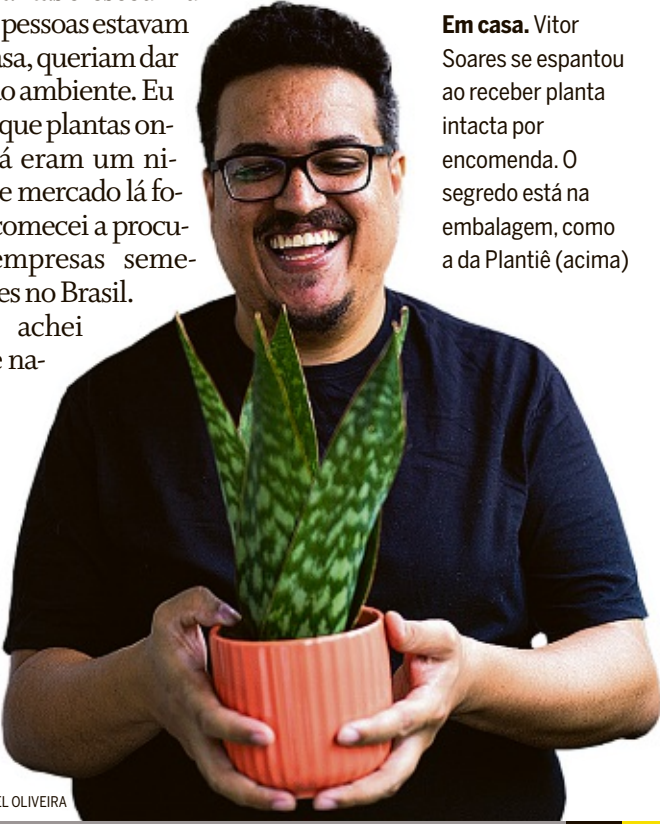 pessoas estavam
queriam dar
ambiente. Eu
que plantas on-
eram um ni-
mercado lá fo-
comecei a procu-
empresas seme-
no Brasil.
achei
na-
Em casa. Vitor
Soares se espantou
ao receber planta
intacta por
encomenda. O
segredo está na
embalagem, como
a da Plantiê (acima)
OLIVEIRA